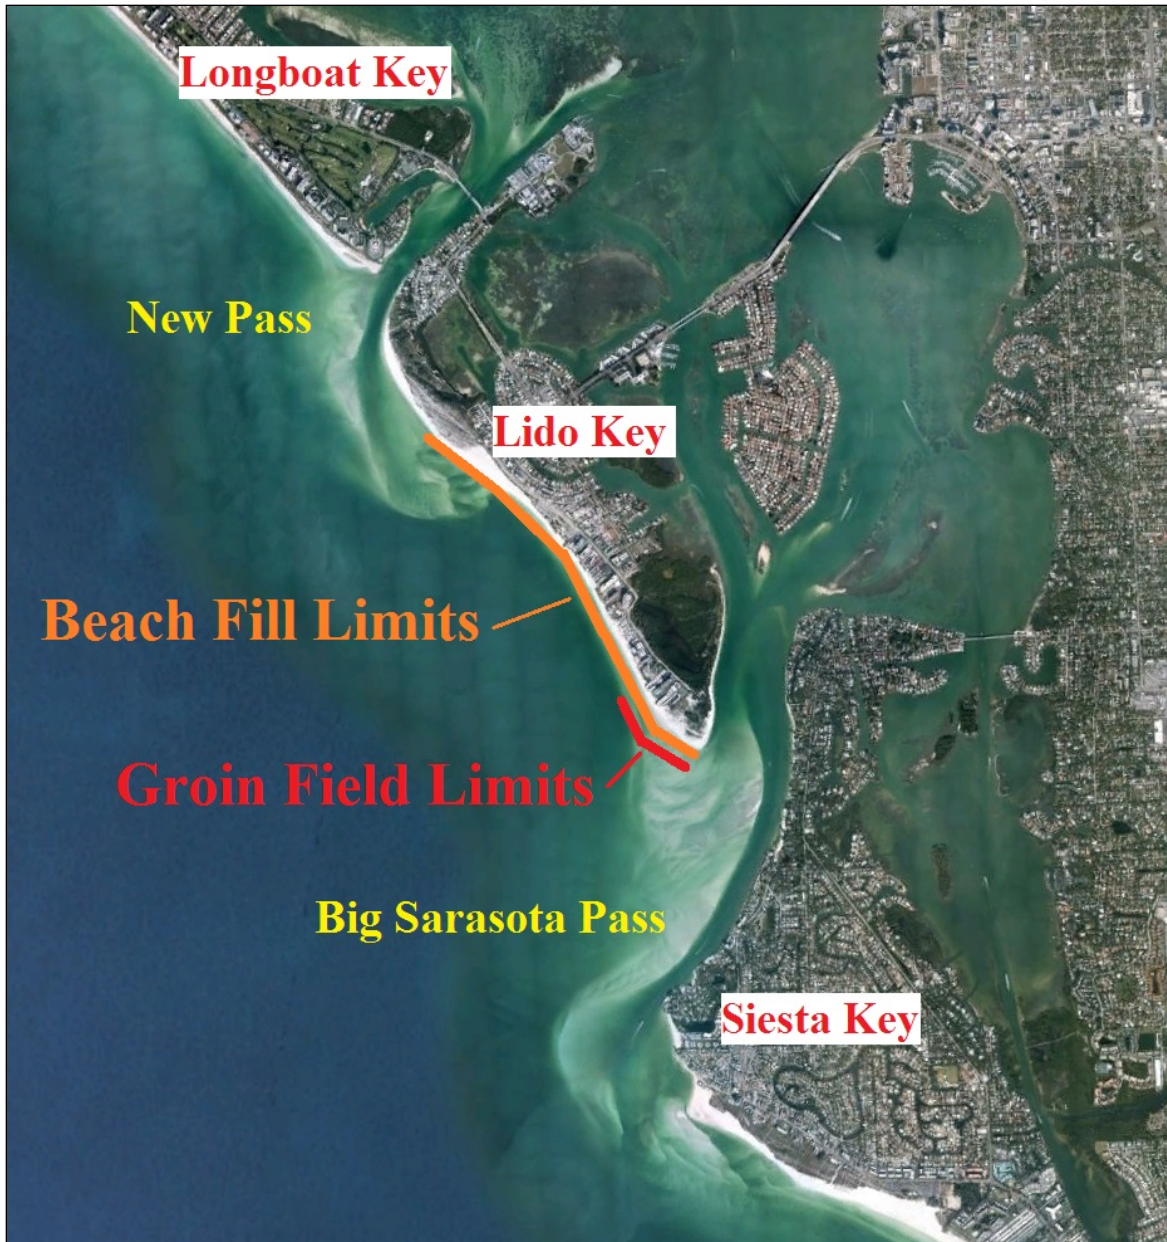 Longboat Key
New Pass
Lido Key
Beach Fill Limits
Groin Field Limits
Big Sarasota Pass
Siesta Key